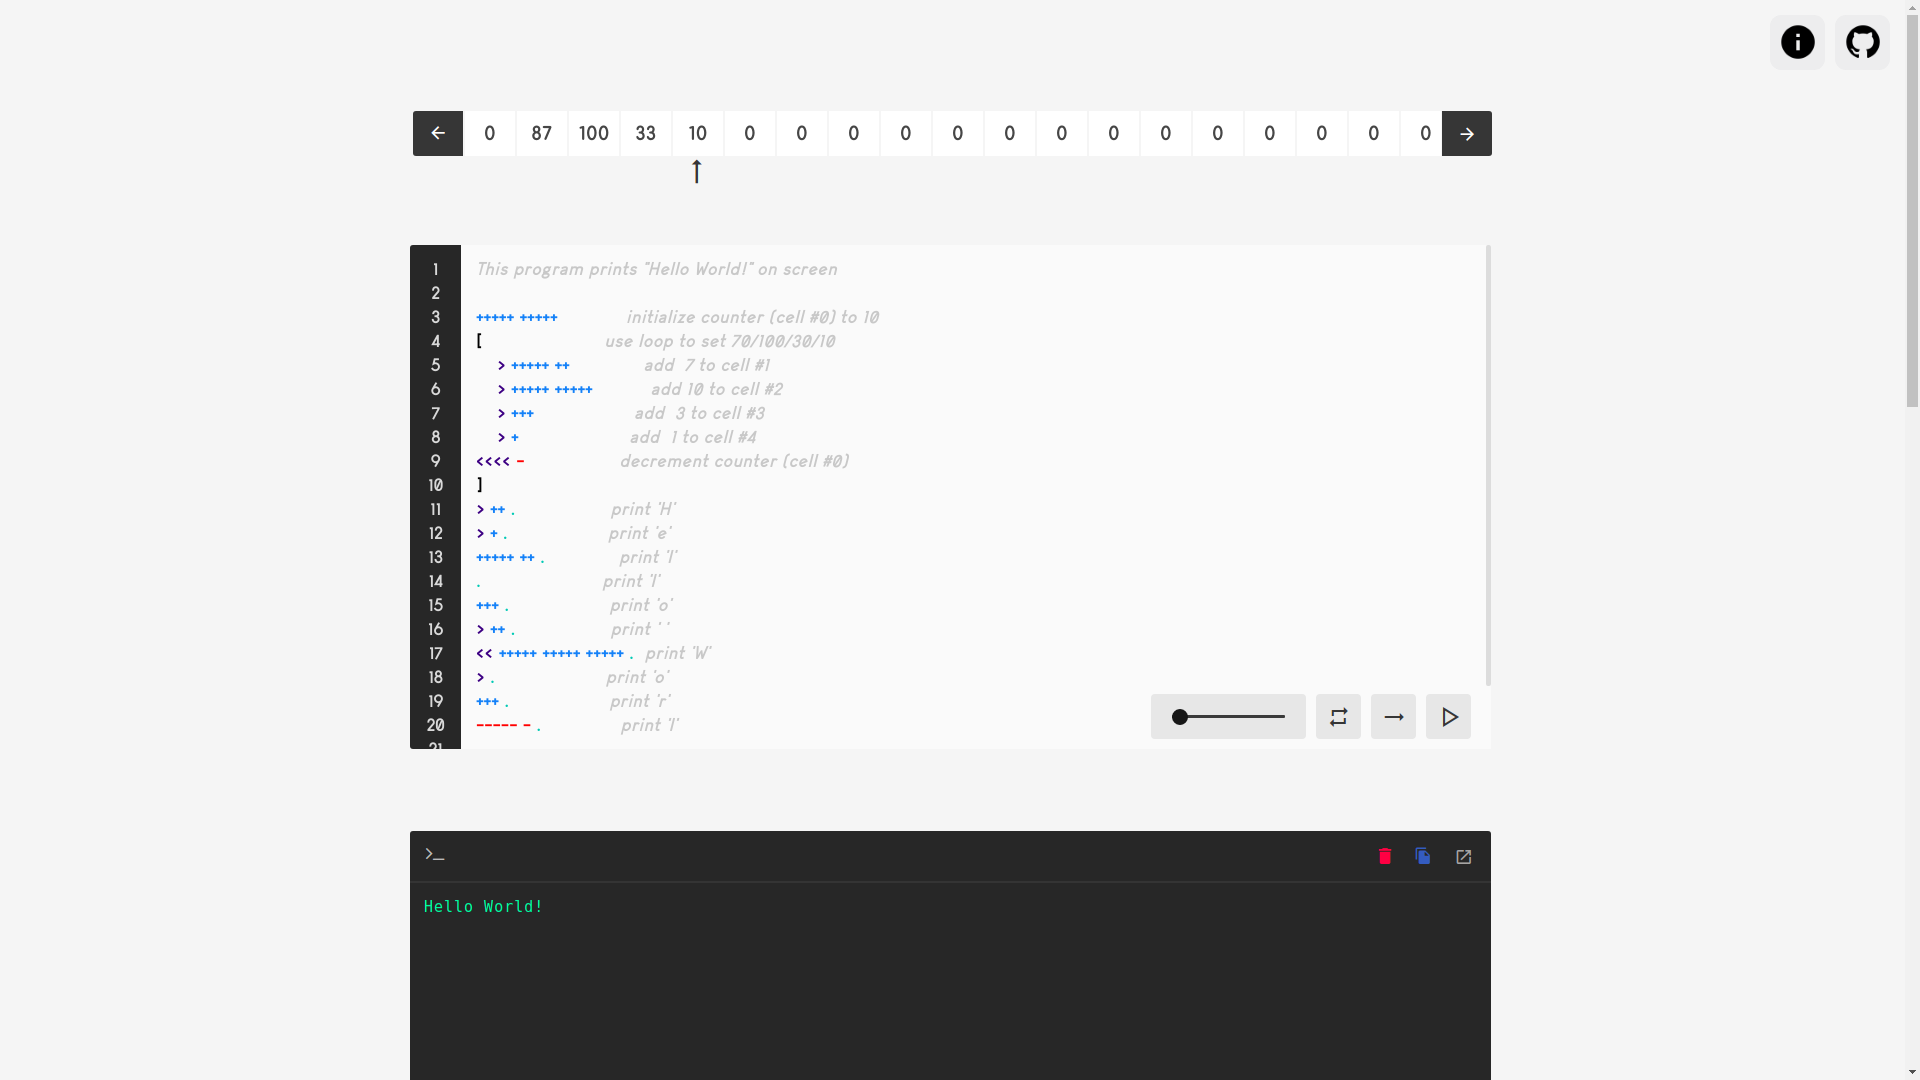 0 87 100 33 10 0 0 0 0 0 0 0 0 0 0 0 0 0 0
1 This program prints "Hello World!" on screen
2
3 +++++ +++++ initialize counter (cell #0) to 10
4 [ use loop to set 70/100/30/10
5 > +++++ ++ add 7 to cell #1
6 > +++++ +++++ add 10 to cell #2
7 > +++ add 3 to cell #3
8 > + add 1 to cell #4
9 <<<< - decrement counter (cell #0)
10 ]
11 > ++ . print 'H'
12 > + . print 'e'
13 +++++ ++ . print 'l'
14 . print 'l'
15 +++ . print 'o'
16 > ++ . print ' '
17 << +++++ +++++ +++++ . print 'W'
18 > . print 'o'
19 +++ . print 'r'
20 ----- - . print 'l'
21
>_
Hello World!